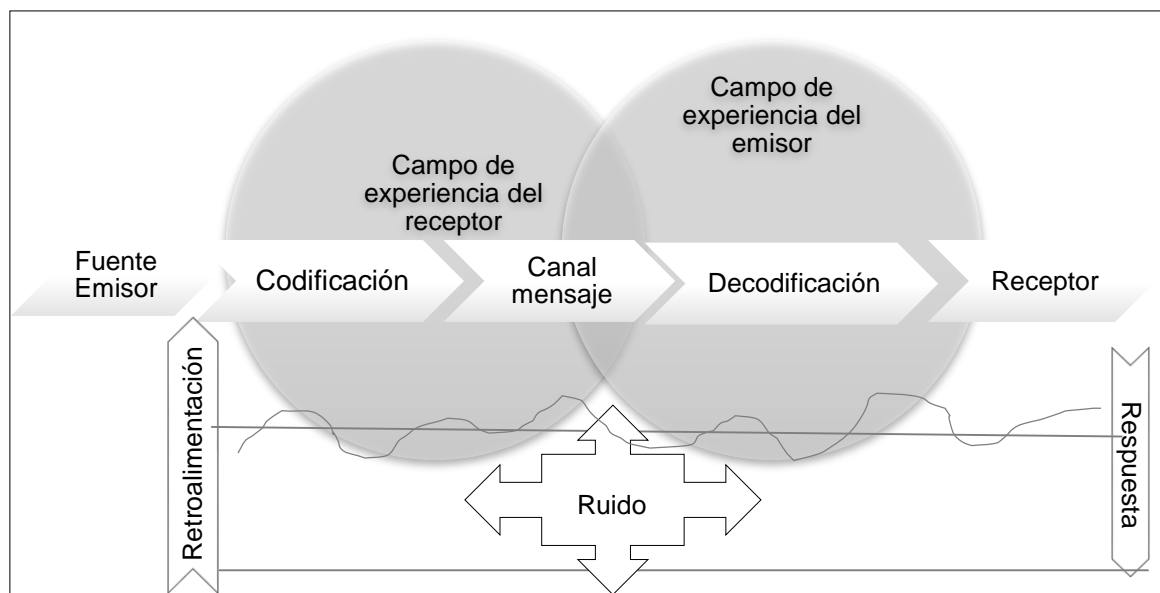 Campo de
experiencia del
emisor
Campo de
experiencia del
receptor
Fuente
Emisor
Codificación
Canal
mensaje
Decodificación
Receptor
Retroalimentación
Respuesta
Ruido